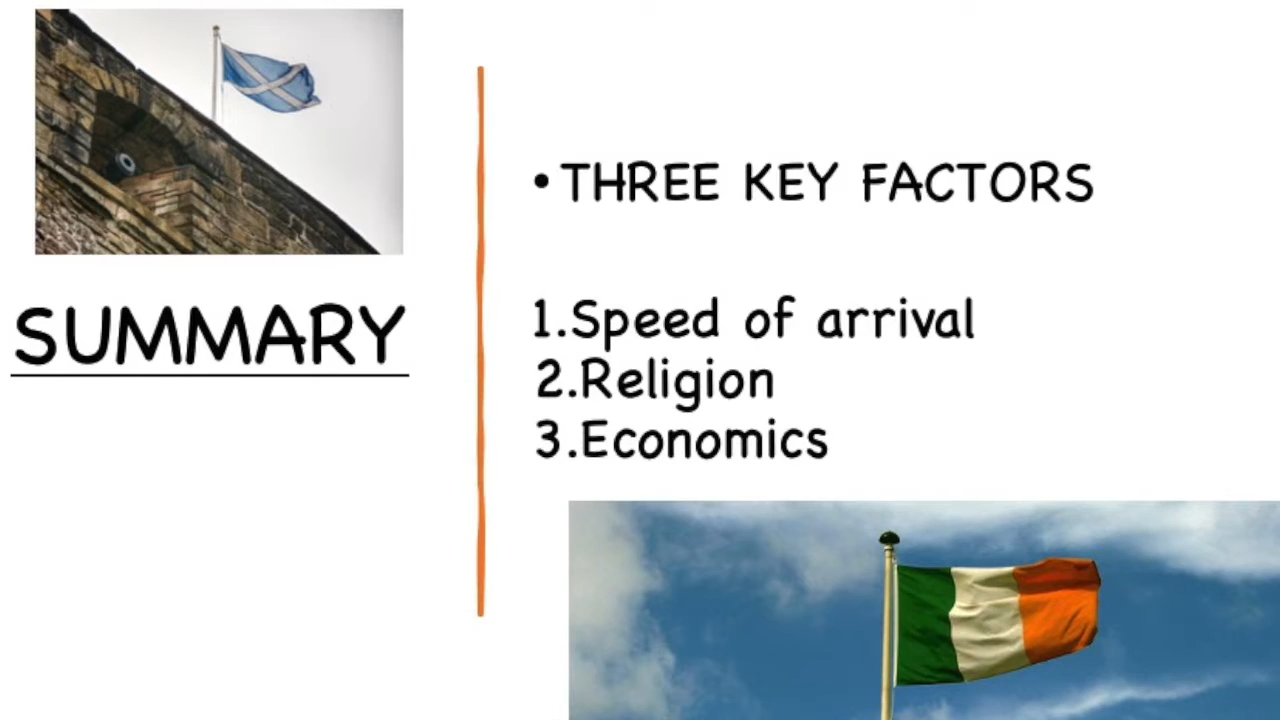 SUMMARY
• THREE KEY FACTORS
1.Speed of arrival
2.Religion
3.Economics